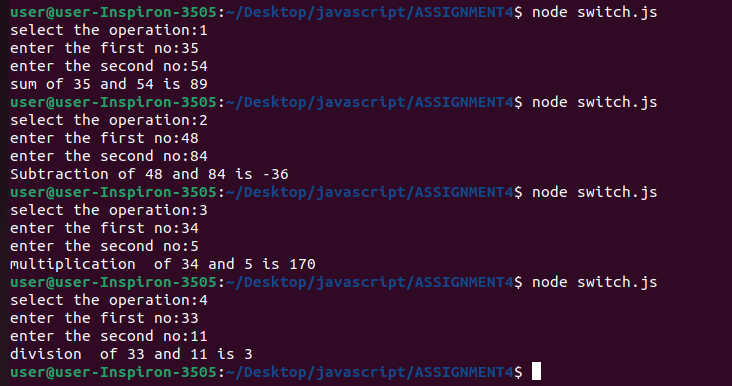 user@user-Inspiron-3505:~/Desktop/javascript/ASSIGNMENT4$ node switch.js
select the operation:1
enter the first no:35
enter the second no:54
sum of 35 and 54 is 89
user@user-Inspiron-3505:~/Desktop/javascript/ASSIGNMENT4$ node switch.js
select the operation:2
enter the first no:48
enter the second no:84
Subtraction of 48 and 84 is -36
user@user-Inspiron-3505:~/Desktop/javascript/ASSIGNMENT4$ node switch.js
select the operation:3
enter the first no:34
enter the second no:5
multiplication  of 34 and 5 is 170
user@user-Inspiron-3505:~/Desktop/javascript/ASSIGNMENT4$ node switch.js
select the operation:4
enter the first no:33
enter the second no:11
division  of 33 and 11 is 3
user@user-Inspiron-3505:~/Desktop/javascript/ASSIGNMENT4$